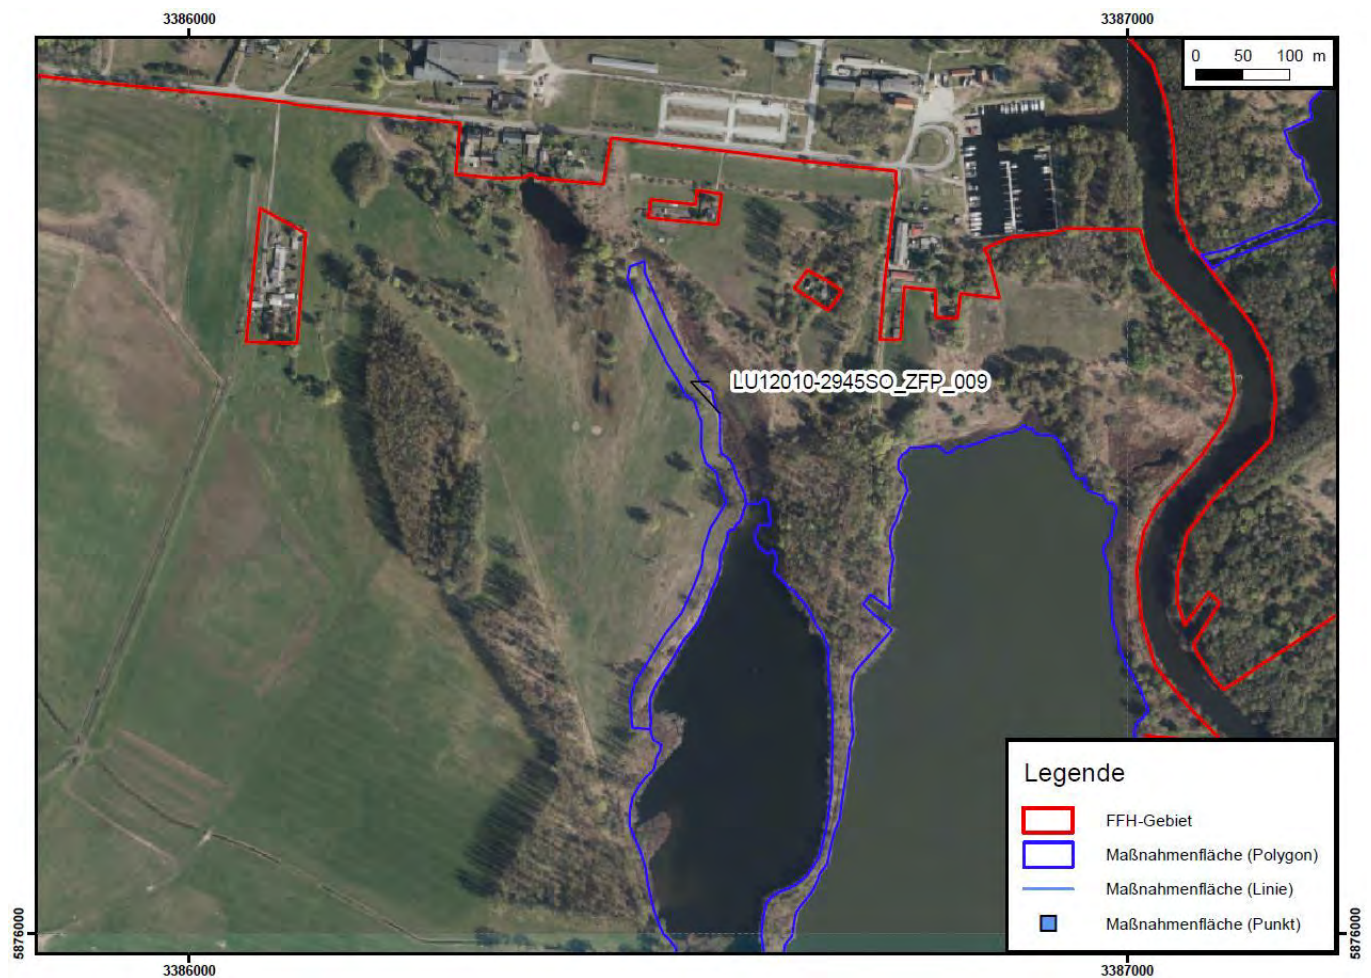 3386000
3387000
0 50 100 m
LU12010-2945SO_ZFP_009
Legende
FFH-Gebiet
Maßnahmenfläche (Polygon)
Maßnahmenfläche (Linie)
Maßnahmenfläche (Punkt)
5876000
5876000
3386000
3387000